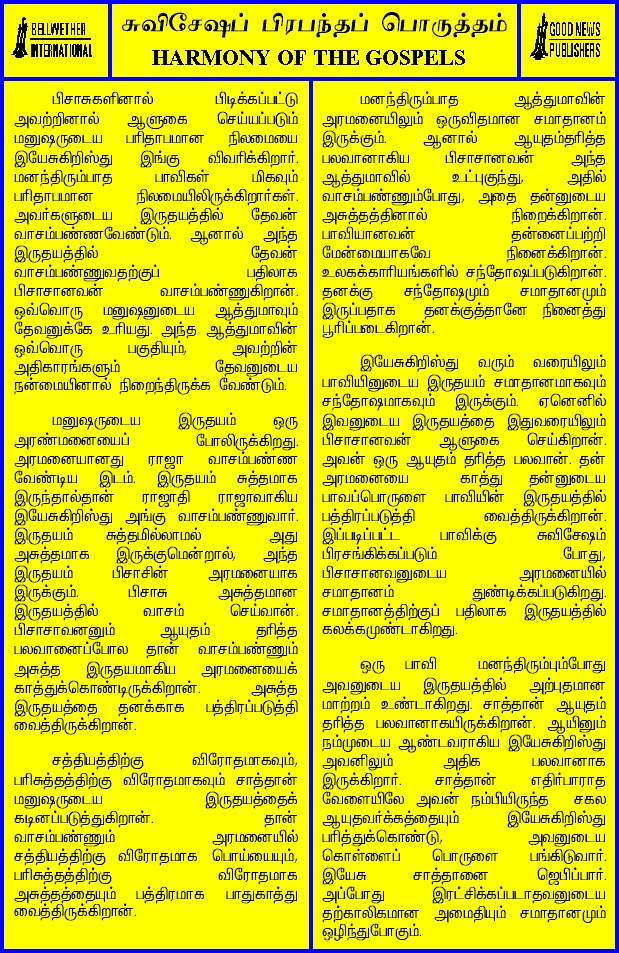 BELLWETHER
INTERNATIONAL
சுவிசேஷப் பிரபந்தப் பொருத்தம்
HARMONY OF THE GOSPELS
GOOD NEWS
PUBLISHERS
பிசாசுகளினால் பிடிக்கப்பட்டு
அவற்றினால் ஆளுகை செய்யப்படும்
மனுஷருடைய பரிதாபமான நிலமையை
இயேசுகிறிஸ்து இங்கு விவரிக்கிறார்.
மனந்திரும்பாத பாவிகள் மிகவும்
பரிதாபமான நிலமையிலிருக்கிறார்கள்.
அவர்களுடைய இருதயத்தில் தேவன்
வாசம்பண்ணவேண்டும். ஆனால் அந்த
இருதயத்தில் தேவன்
வாசம்பண்ணுவதற்குப் பதிலாக
பிசாசானவன் வாசம்பண்ணுகிறான்.
ஒவ்வொரு மனுஷனுடைய ஆத்துமாவும்
தேவனுக்கே உரியது. அந்த ஆத்துமாவின்
ஒவ்வொரு பகுதியும், அவற்றின்
அதிகாரங்களும் தேவனுடைய
நன்மையினால் நிறைந்திருக்க வேண்டும்.
மனுஷருடைய இருதயம் ஒரு
அரண்மனையைப் போலிருக்கிறது.
அரமனையானது ராஜா வாசம்பண்ண
வேண்டிய இடம். இருதயம் சுத்தமாக
இருந்தால்தான் ராஜாதி ராஜாவாகிய
இயேசுகிறிஸ்து அங்கு வாசம்பண்ணுவார்.
இருதயம் சுத்தமில்லாமல் அது
அசுத்தமாக இருக்குமென்றால், அந்த
இருதயம் பிசாசின் அரமனையாக
இருக்கும். பிசாசு அசுத்தமான
இருதயத்தில் வாசம் செய்வான்.
பிசாசாவனனும் ஆயுதம் தரித்த
பலவானைப்போல தான் வாசம்பண்ணும்
அசுத்த இருதயமாகிய அரமனையைக்
காத்துக்கொண்டிருக்கிறான். அசுத்த
இருதயத்தை தனக்காக பத்திரப்படுத்தி
வைத்திருக்கிறான்.
சத்தியத்திற்கு விரோதமாகவும்,
பரிசுத்தத்திற்கு விரோதமாகவும் சாத்தான்
மனுஷருடைய இருதயத்தைக்
கடினப்படுத்துகிறான். தான்
வாசம்பண்ணும் அரமனையில்
சத்தியத்திற்கு விரோதமாக பொய்யையும்,
பரிசுத்தத்திற்கு விரோதமாக
அசுத்தத்தையும் பத்திரமாக பாதுகாத்து
வைத்திருக்கிறான்.
மனந்திரும்பாத ஆத்துமாவின்
அரமனையிலும் ஒருவிதமான சமாதானம்
இருக்கும். ஆனால் ஆயுதம்தரித்த
பலவானாகிய பிசாசானவன் அந்த
ஆத்துமாவில் உட்புகுந்து, அதில்
வாசம்பண்ணும்போது, அதை தன்னுடைய
அசுத்தத்தினால் நிறைக்கிறான்.
பாவியானவன் தன்னைப்பற்றி
மேன்மையாகவே நினைக்கிறான்.
உலகக்காரியங்களில் சந்தோஷப்படுகிறான்.
தனக்கு சந்தோஷமும் சமாதானமும்
இருப்பதாக தனக்குத்தானே நினைத்து
பூரிப்படைகிறான்.
இயேசுகிறிஸ்து வரும் வரையிலும்
பாவியினுடைய இருதயம் சமாதானமாகவும்
சந்தோஷமாகவும் இருக்கும். ஏனெனில்
இவனுடைய இருதயத்தை இதுவரையிலும்
பிசாசானவன் ஆளுகை செய்கிறான்.
அவன் ஒரு ஆயுதம் தரித்த பலவான். தன்
அரமனையை காத்து தன்னுடைய
பாவப்பொருளை பாவியின் இருதயத்தில்
பத்திரப்படுத்தி வைத்திருக்கிறான்.
இப்படிப்பட்ட பாவிக்கு சுவிசேஷம்
பிரசங்கிக்கப்படும் போது,
பிசாசானவனுடைய அரமனையில்
சமாதானம் துண்டிக்கப்படுகிறது.
சமாதானத்திற்குப் பதிலாக இருதயத்தில்
கலக்கமுண்டாகிறது.
ஒரு பாவி மனந்திரும்பும்போது
அவனுடைய இருதயத்தில் அற்புதமான
மாற்றம் உண்டாகிறது. சாத்தான் ஆயுதம்
தரித்த பலவானாகயிருக்கிறான். ஆயினும்
நம்முடைய ஆண்டவராகிய இயேசுகிறிஸ்து
அவனிலும் அதிக பலவானாக
இருக்கிறார். சாத்தான் எதிர்பாராத
வேளையிலே அவன் நம்பியிருந்த சகல
ஆயுதவர்க்கத்தையும் இயேசுகிறிஸ்து
பரித்துக்கொண்டு, அவனுடைய
கொள்ளைப் பொருளை பங்கிடுவார்.
இயேசு சாத்தானை ஜெபிப்பார்.
அப்போது இரட்சிக்கப்படாதவனுடைய
தற்காலிகமான அமைதியும் சமாதானமும்
ஒழிந்துபோகும்.